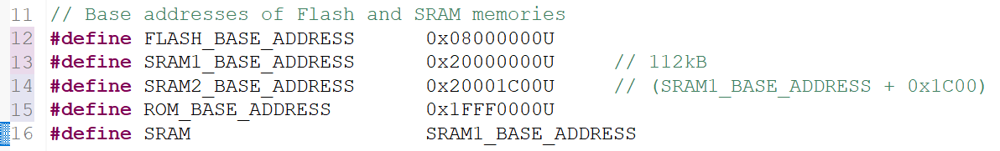 11 // Base addresses of Flash and SRAM memories
12 #define FLASH_BASE_ADDRESS 0x08000000U
13 #define SRAM1_BASE_ADDRESS 0x20000000U // 112kB
14 #define SRAM2_BASE_ADDRESS 0x20001C00U // (SRAM1_BASE_ADDRESS + 0x1C00)
15 #define ROM_BASE_ADDRESS 0x1FFF0000U
16 #define SRAM SRAM1_BASE_ADDRESS